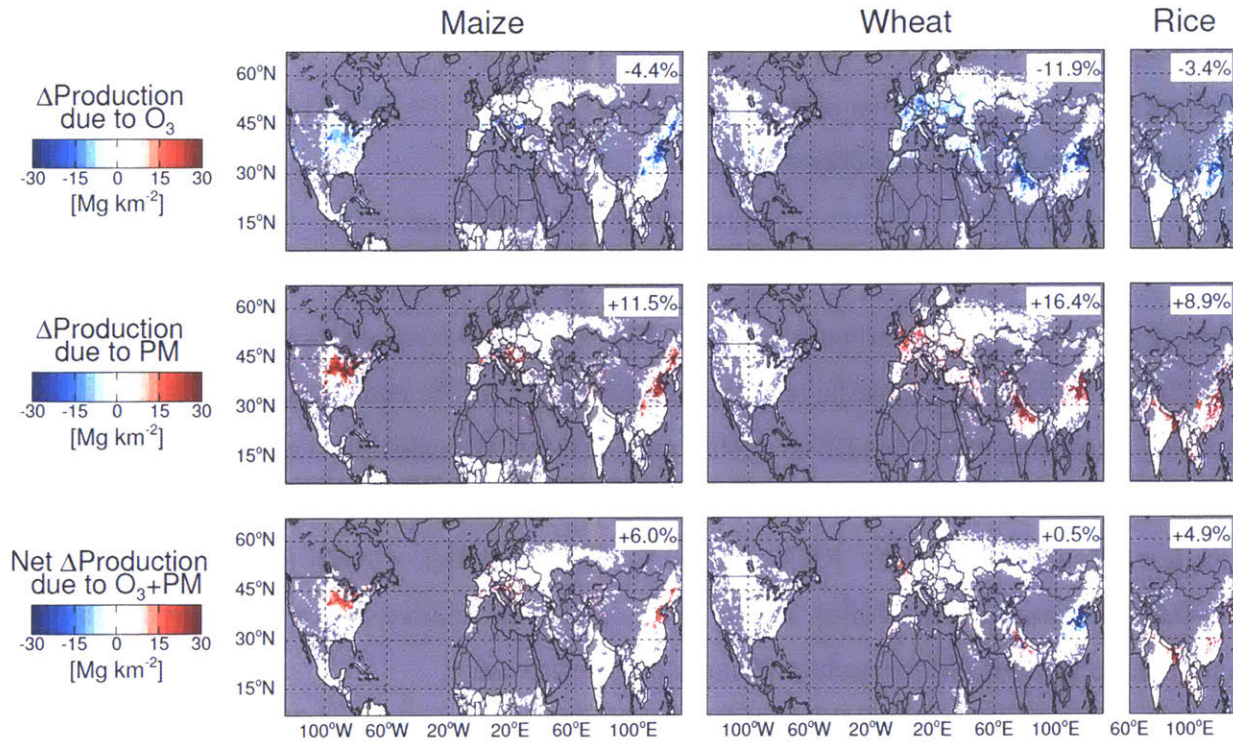 Maize Wheat Rice
ΔProduction
due to O₃
-30 -15 0 15 30
[Mg km⁻²]
60°N
45°N
30°N
15°N
-4.4% -11.9% -3.4%
ΔProduction
due to PM
-30 -15 0 15 30
[Mg km⁻²]
60°N
45°N
30°N
15°N
+11.5% +16.4% +8.9%
Net ΔProduction
due to O₃+PM
-30 -15 0 15 30
[Mg km⁻²]
60°N
45°N
30°N
15°N
+6.0% +0.5% +4.9%
100°W 60°W 20°W 20°E 60°E 100°E 100°W 60°W 20°W 20°E 60°E 100°E 60°E 100°E